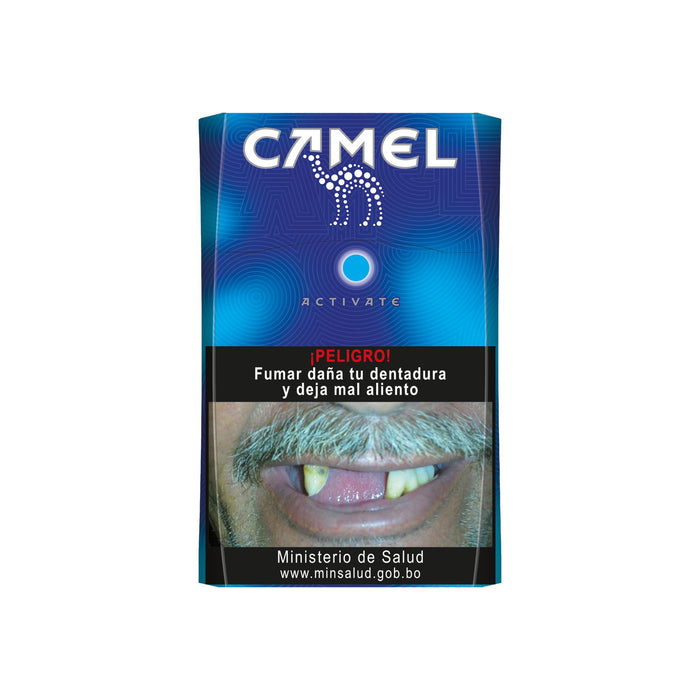 CAMEL
ACTIVATE
¡PELIGRO!
Fumar daña tu dentadura
y deja mal aliento
Ministerio de Salud
www.minsalud.gob.bo